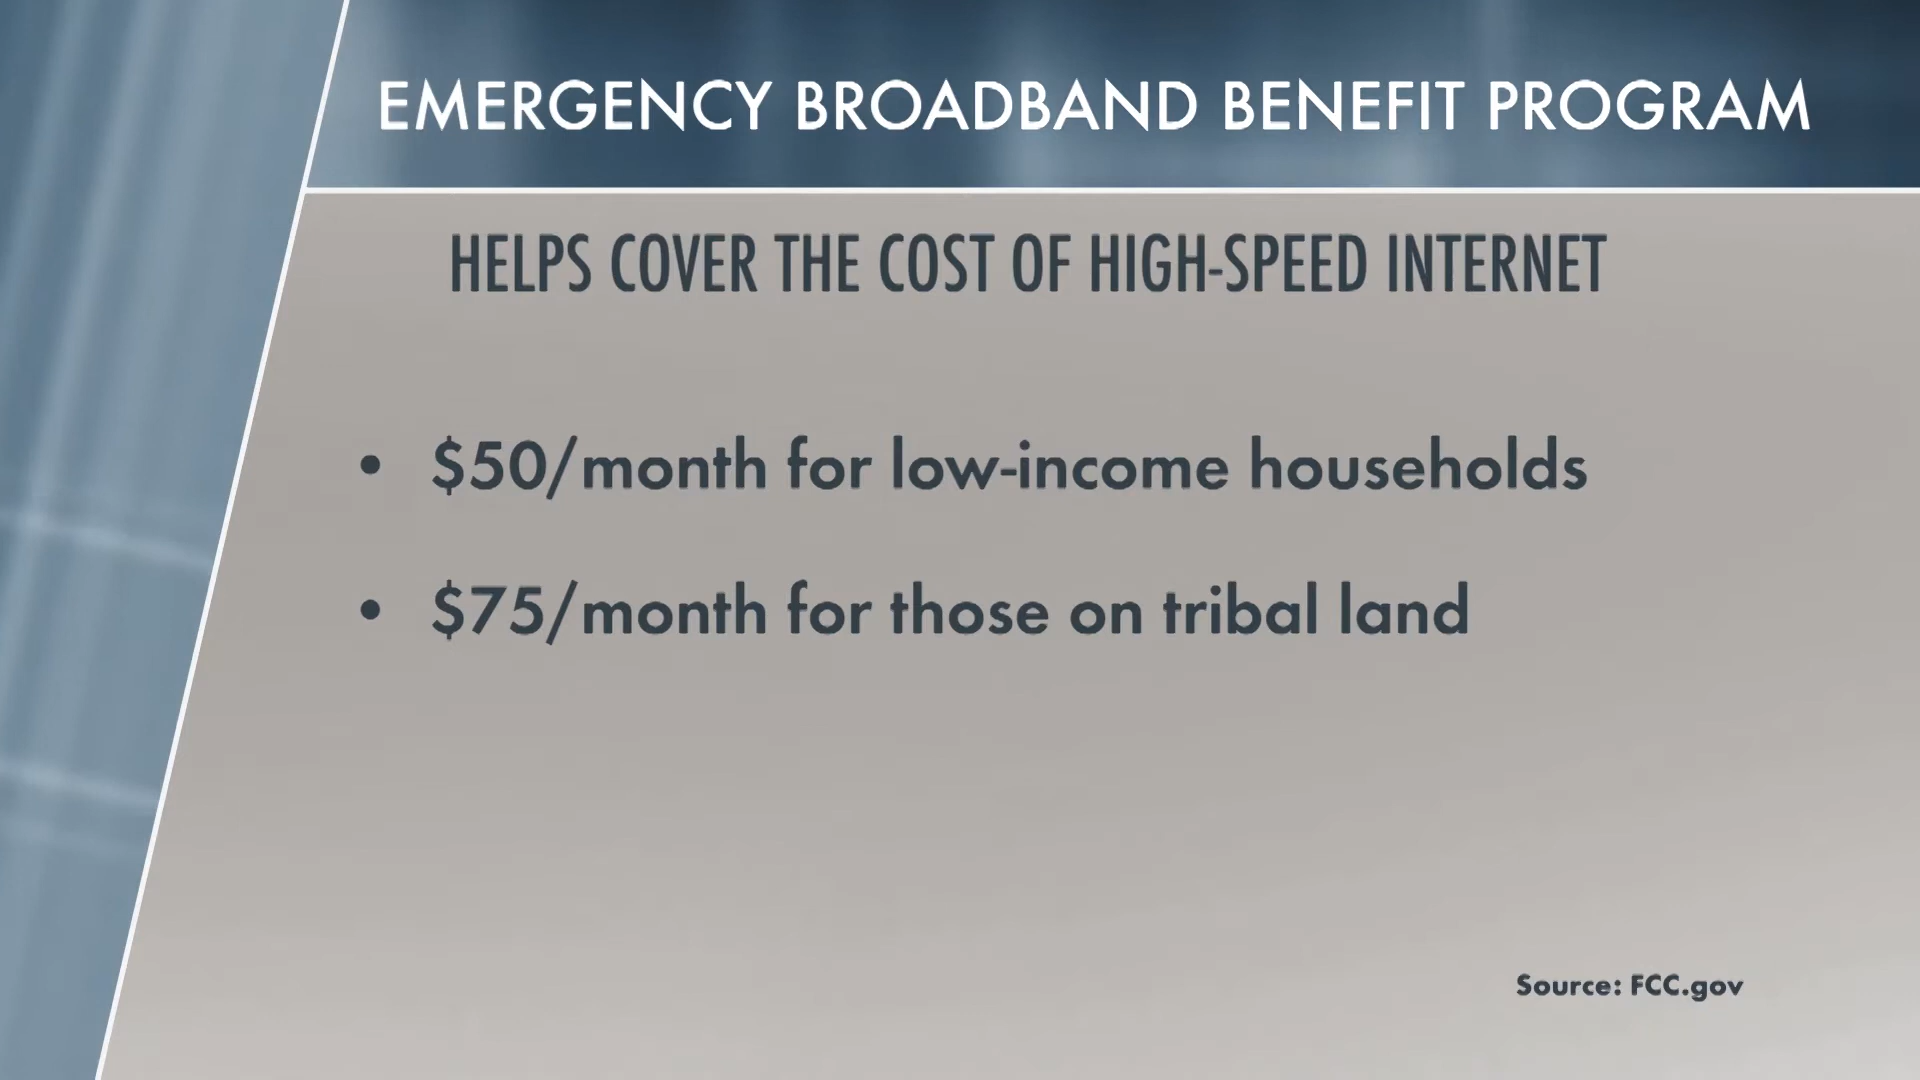 EMERGENCY BROADBAND BENEFIT PROGRAM
HELPS COVER THE COST OF HIGH-SPEED INTERNET
• $50/month for low-income households
• $75/month for those on tribal land
Source: FCC.gov